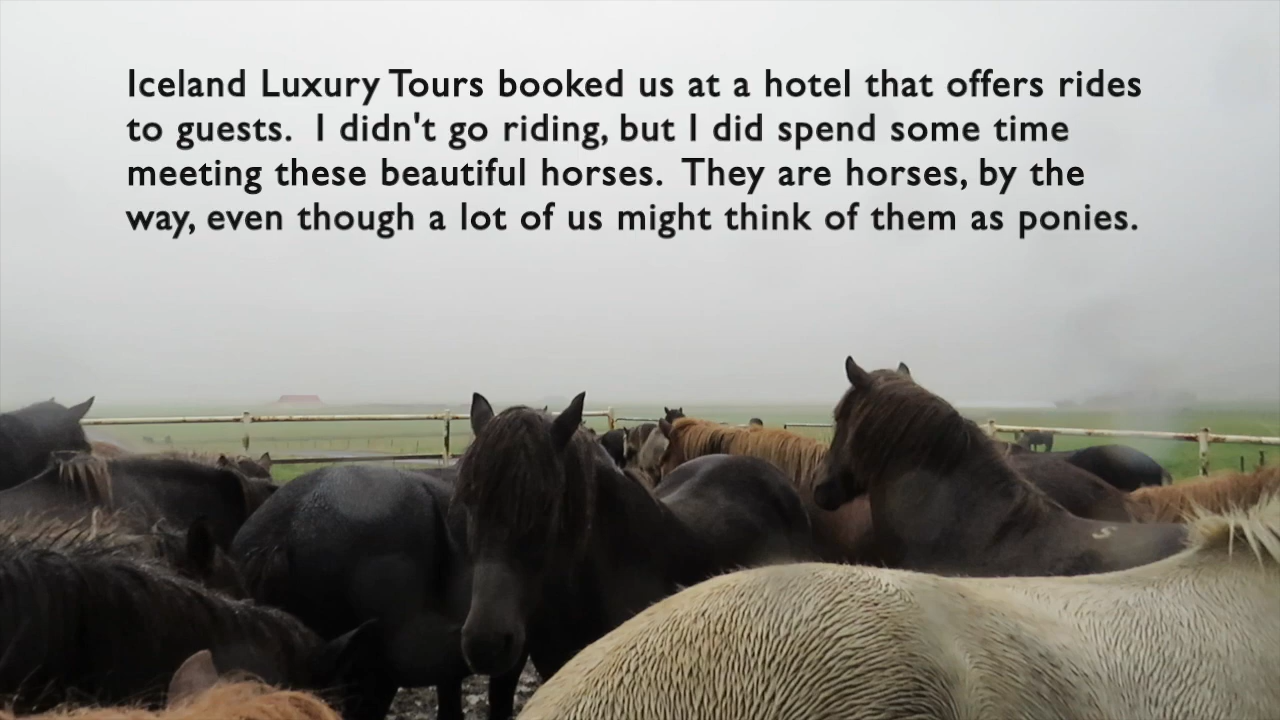 Iceland Luxury Tours booked us at a hotel that offers rides
to guests.  I didn't go riding, but I did spend some time
meeting these beautiful horses.  They are horses, by the
way, even though a lot of us might think of them as ponies.